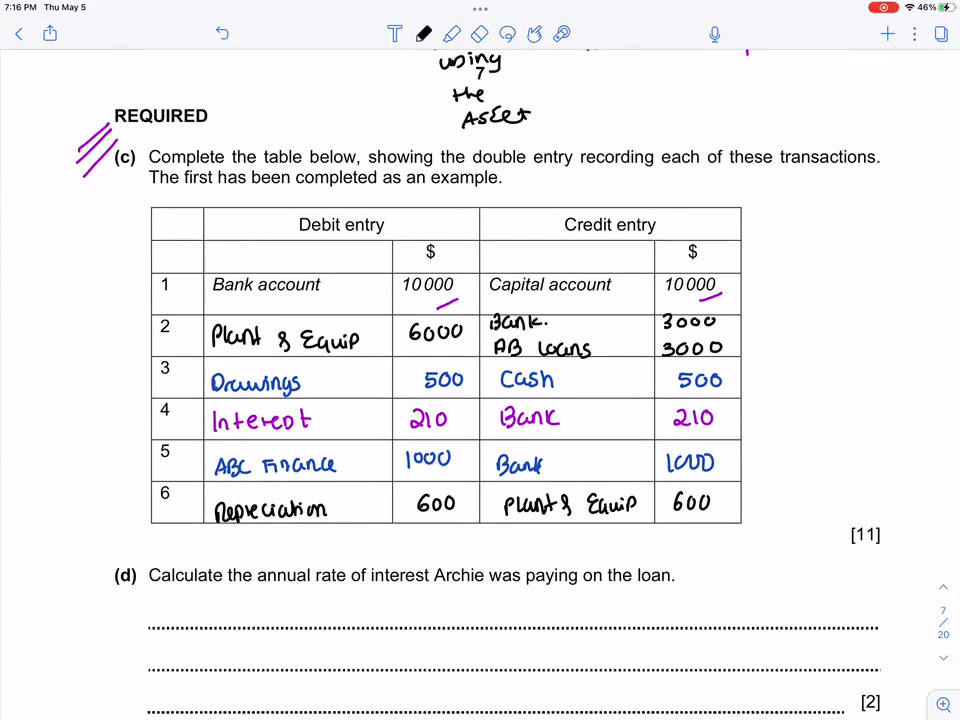 7:16 PM Thu May 5
46%
using
the
Asset
REQUIRED
(c) Complete the table below, showing the double entry recording each of these transactions.
The first has been completed as an example.
Debit entry Credit entry
$ $
1 Bank account 10 000 Capital account 10 000
2 Plant & Equip 6000 Bank. 3000
AB Loans 3000
3 Drawings 500 Cash 500
4 Interest 210 Bank 210
5 ABC Finance 1000 Bank 1000
6 Depreciation 600 Plant & Equip 600
[11]
(d) Calculate the annual rate of interest Archie was paying on the loan.
[2]
7
/
20